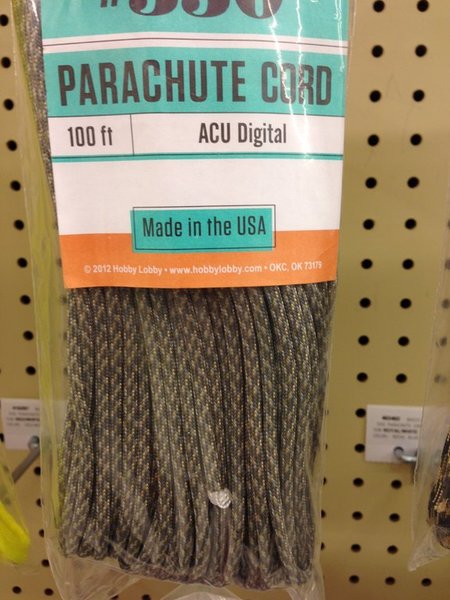 #550
PARACHUTE CORD
100 ft
ACU Digital
Made in the USA
© 2012 Hobby Lobby • www.hobbylobby.com • OKC, OK 73179